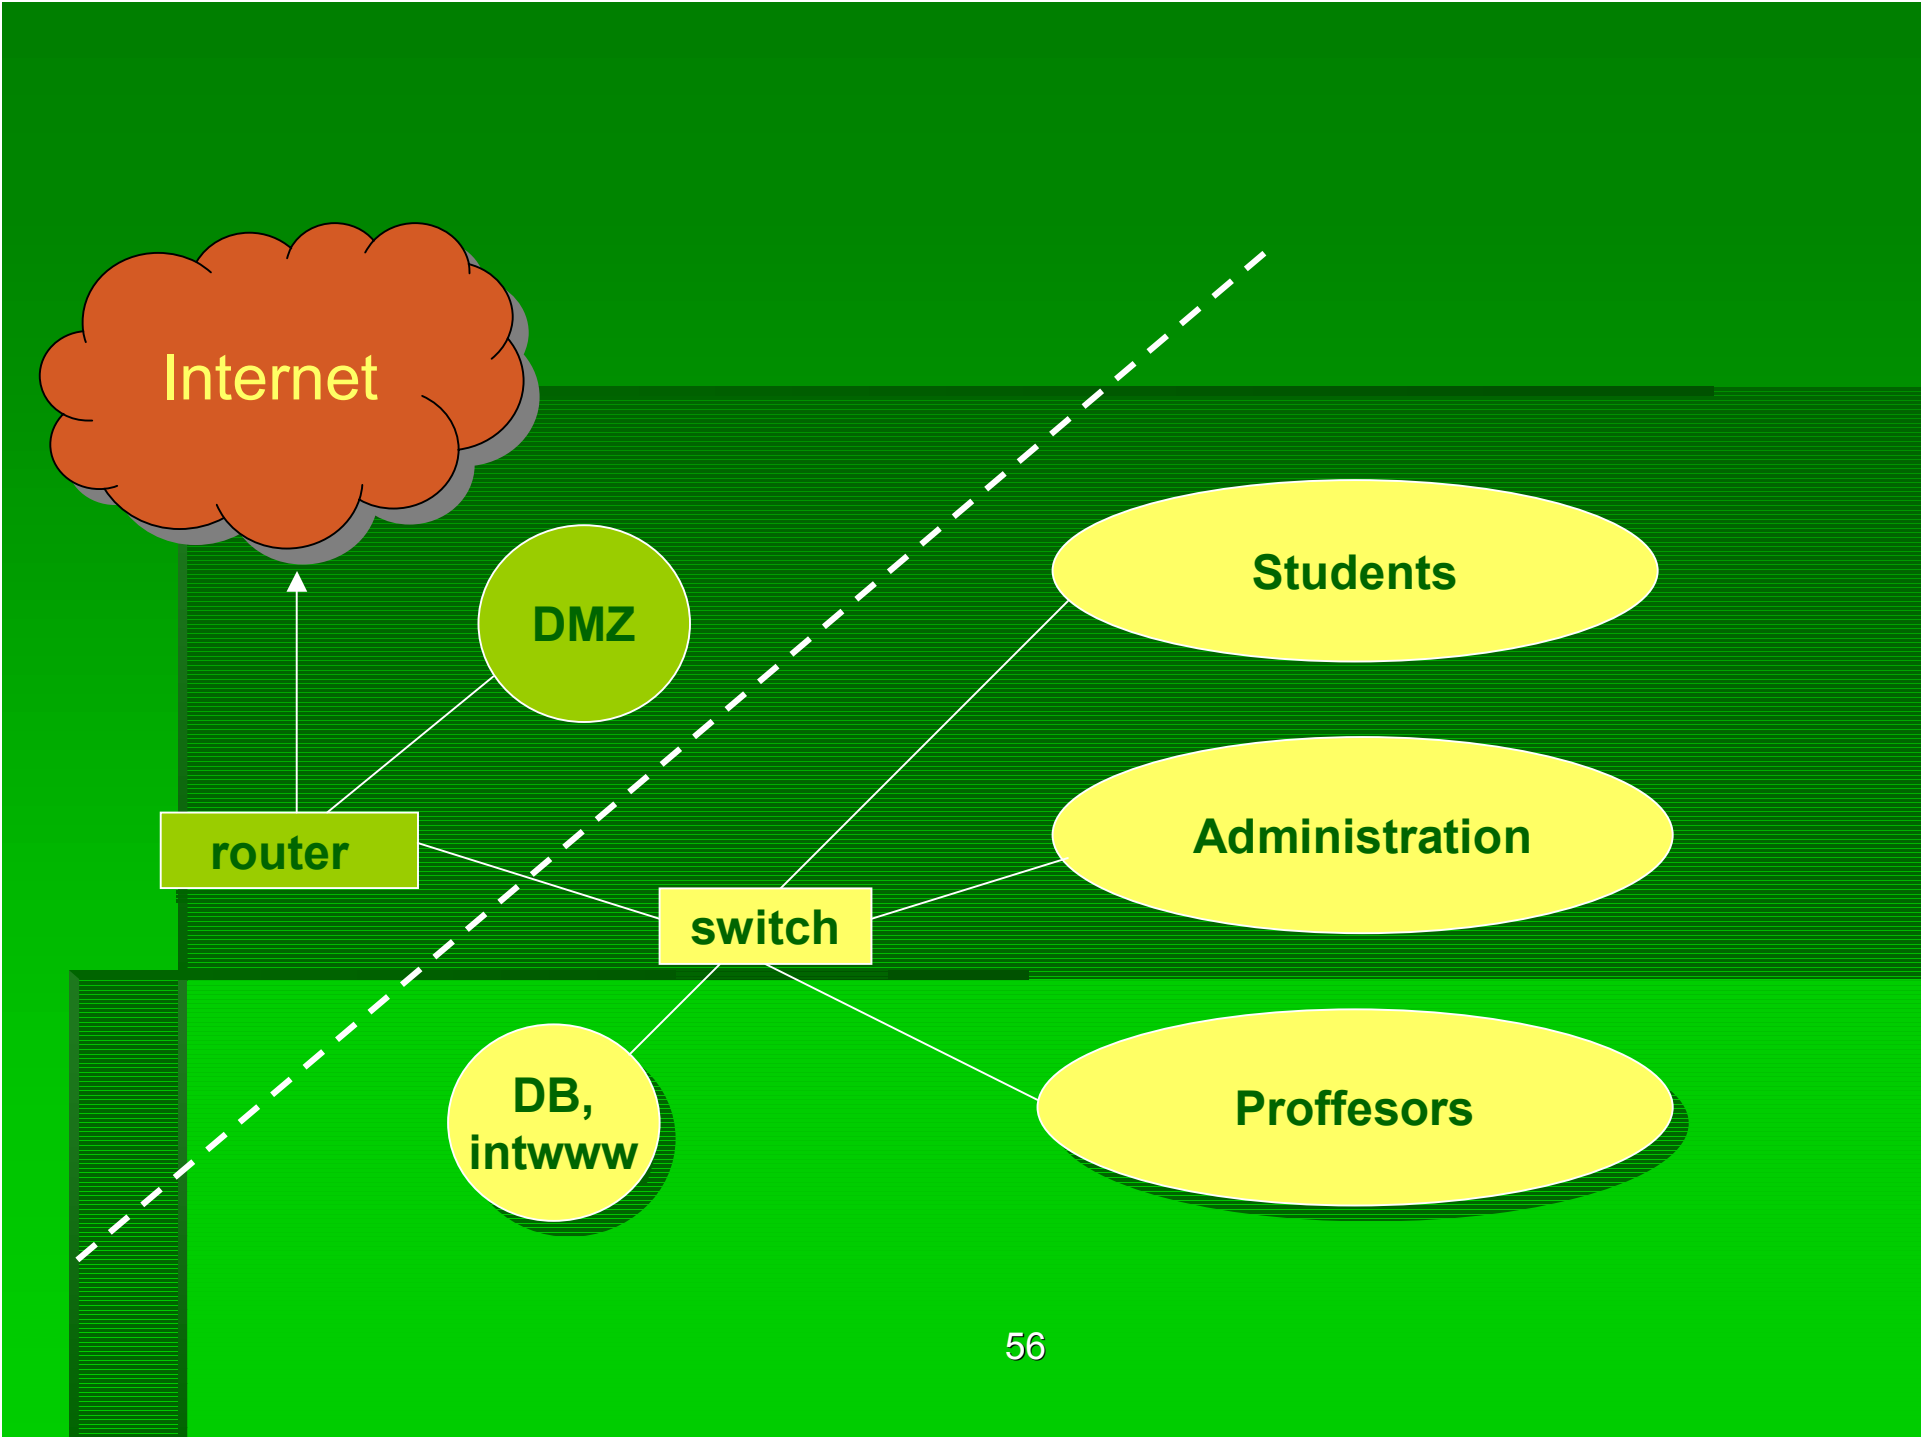 Internet
DMZ
Students
router
Administration
switch
DB,
intwww
Proffesors
56